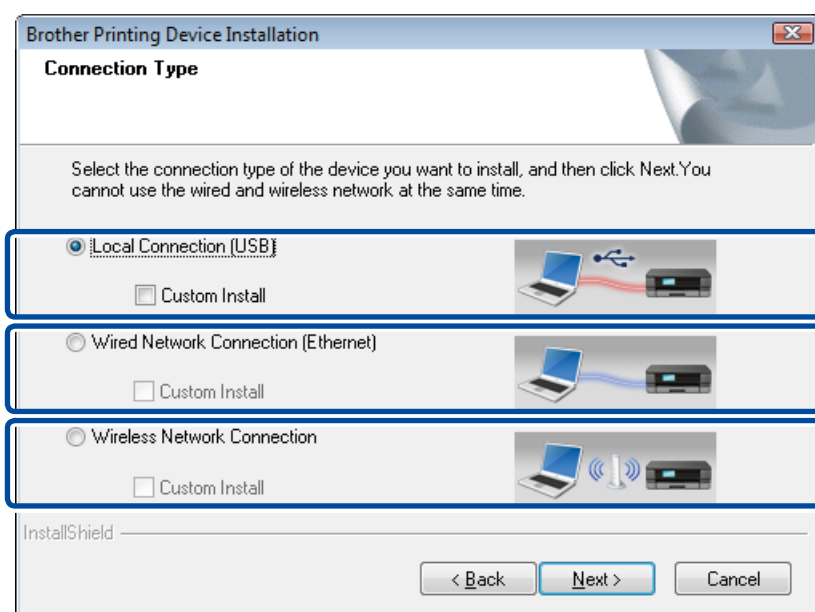 Brother Printing Device Installation
Connection Type
Select the connection type of the device you want to install, and then click Next.You
cannot use the wired and wireless network at the same time.
Local Connection (USB)
Custom Install
Wired Network Connection (Ethernet)
Custom Install
Wireless Network Connection
Custom Install
InstallShield
< Back Next > Cancel